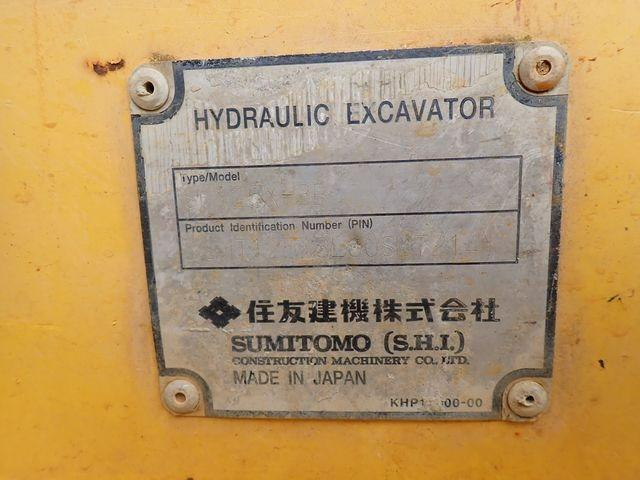 HYDRAULIC EXCAVATOR
Type/Model
Product Identification Number (PIN)
住友建機株式会社
SUMITOMO (S.H.I.)
CONSTRUCTION MACHINERY CO., LTD.
MADE IN JAPAN